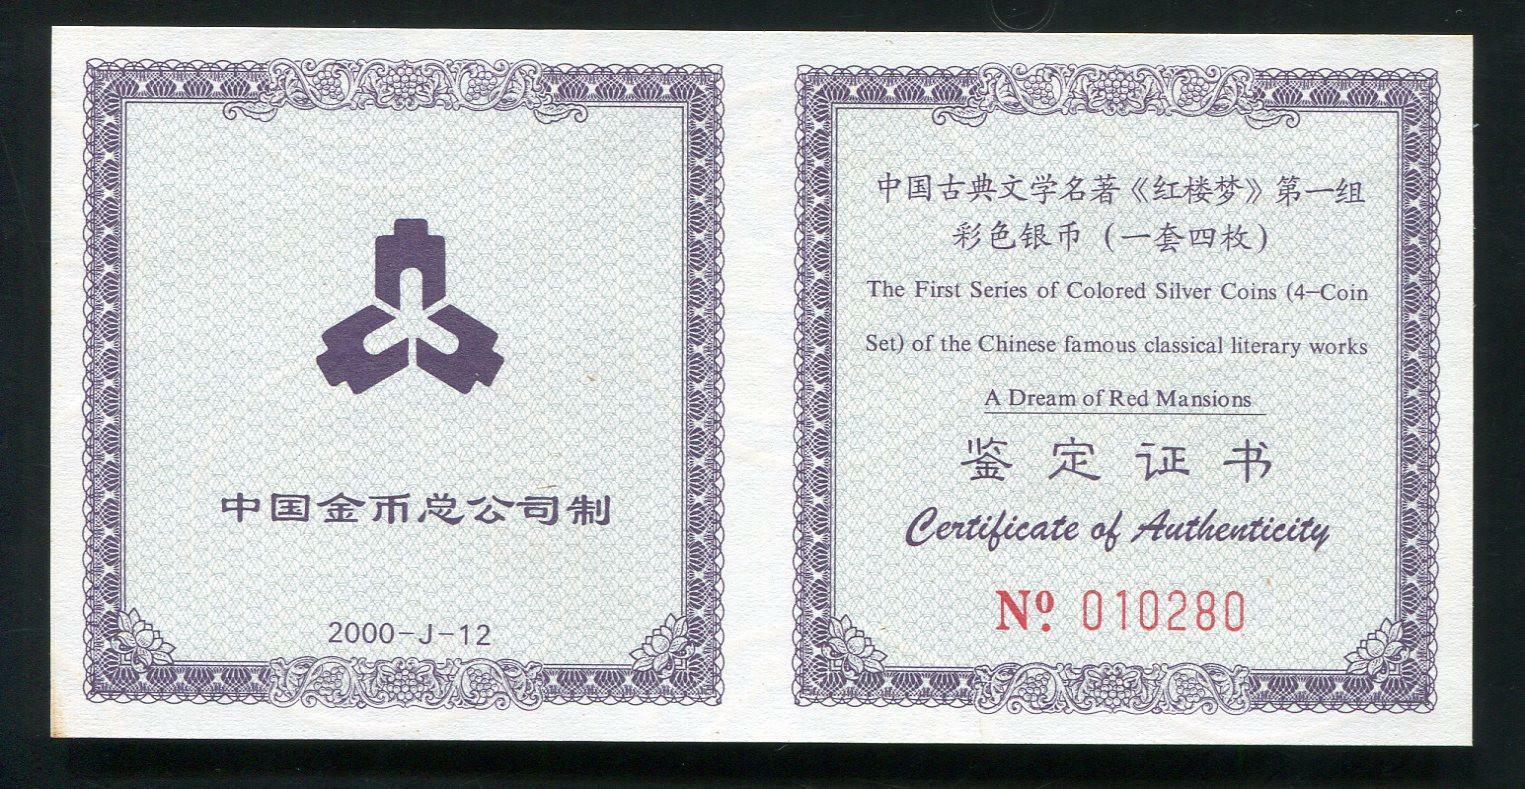 中国金币总公司制
2000-J-12
中国古典文学名著《红楼梦》第一组
彩色银币（一套四枚）
The First Series of Colored Silver Coins (4-Coin
Set) of the Chinese famous classical literary works
A Dream of Red Mansions
鉴定证书
Certificate of Authenticity
Nº. 010280